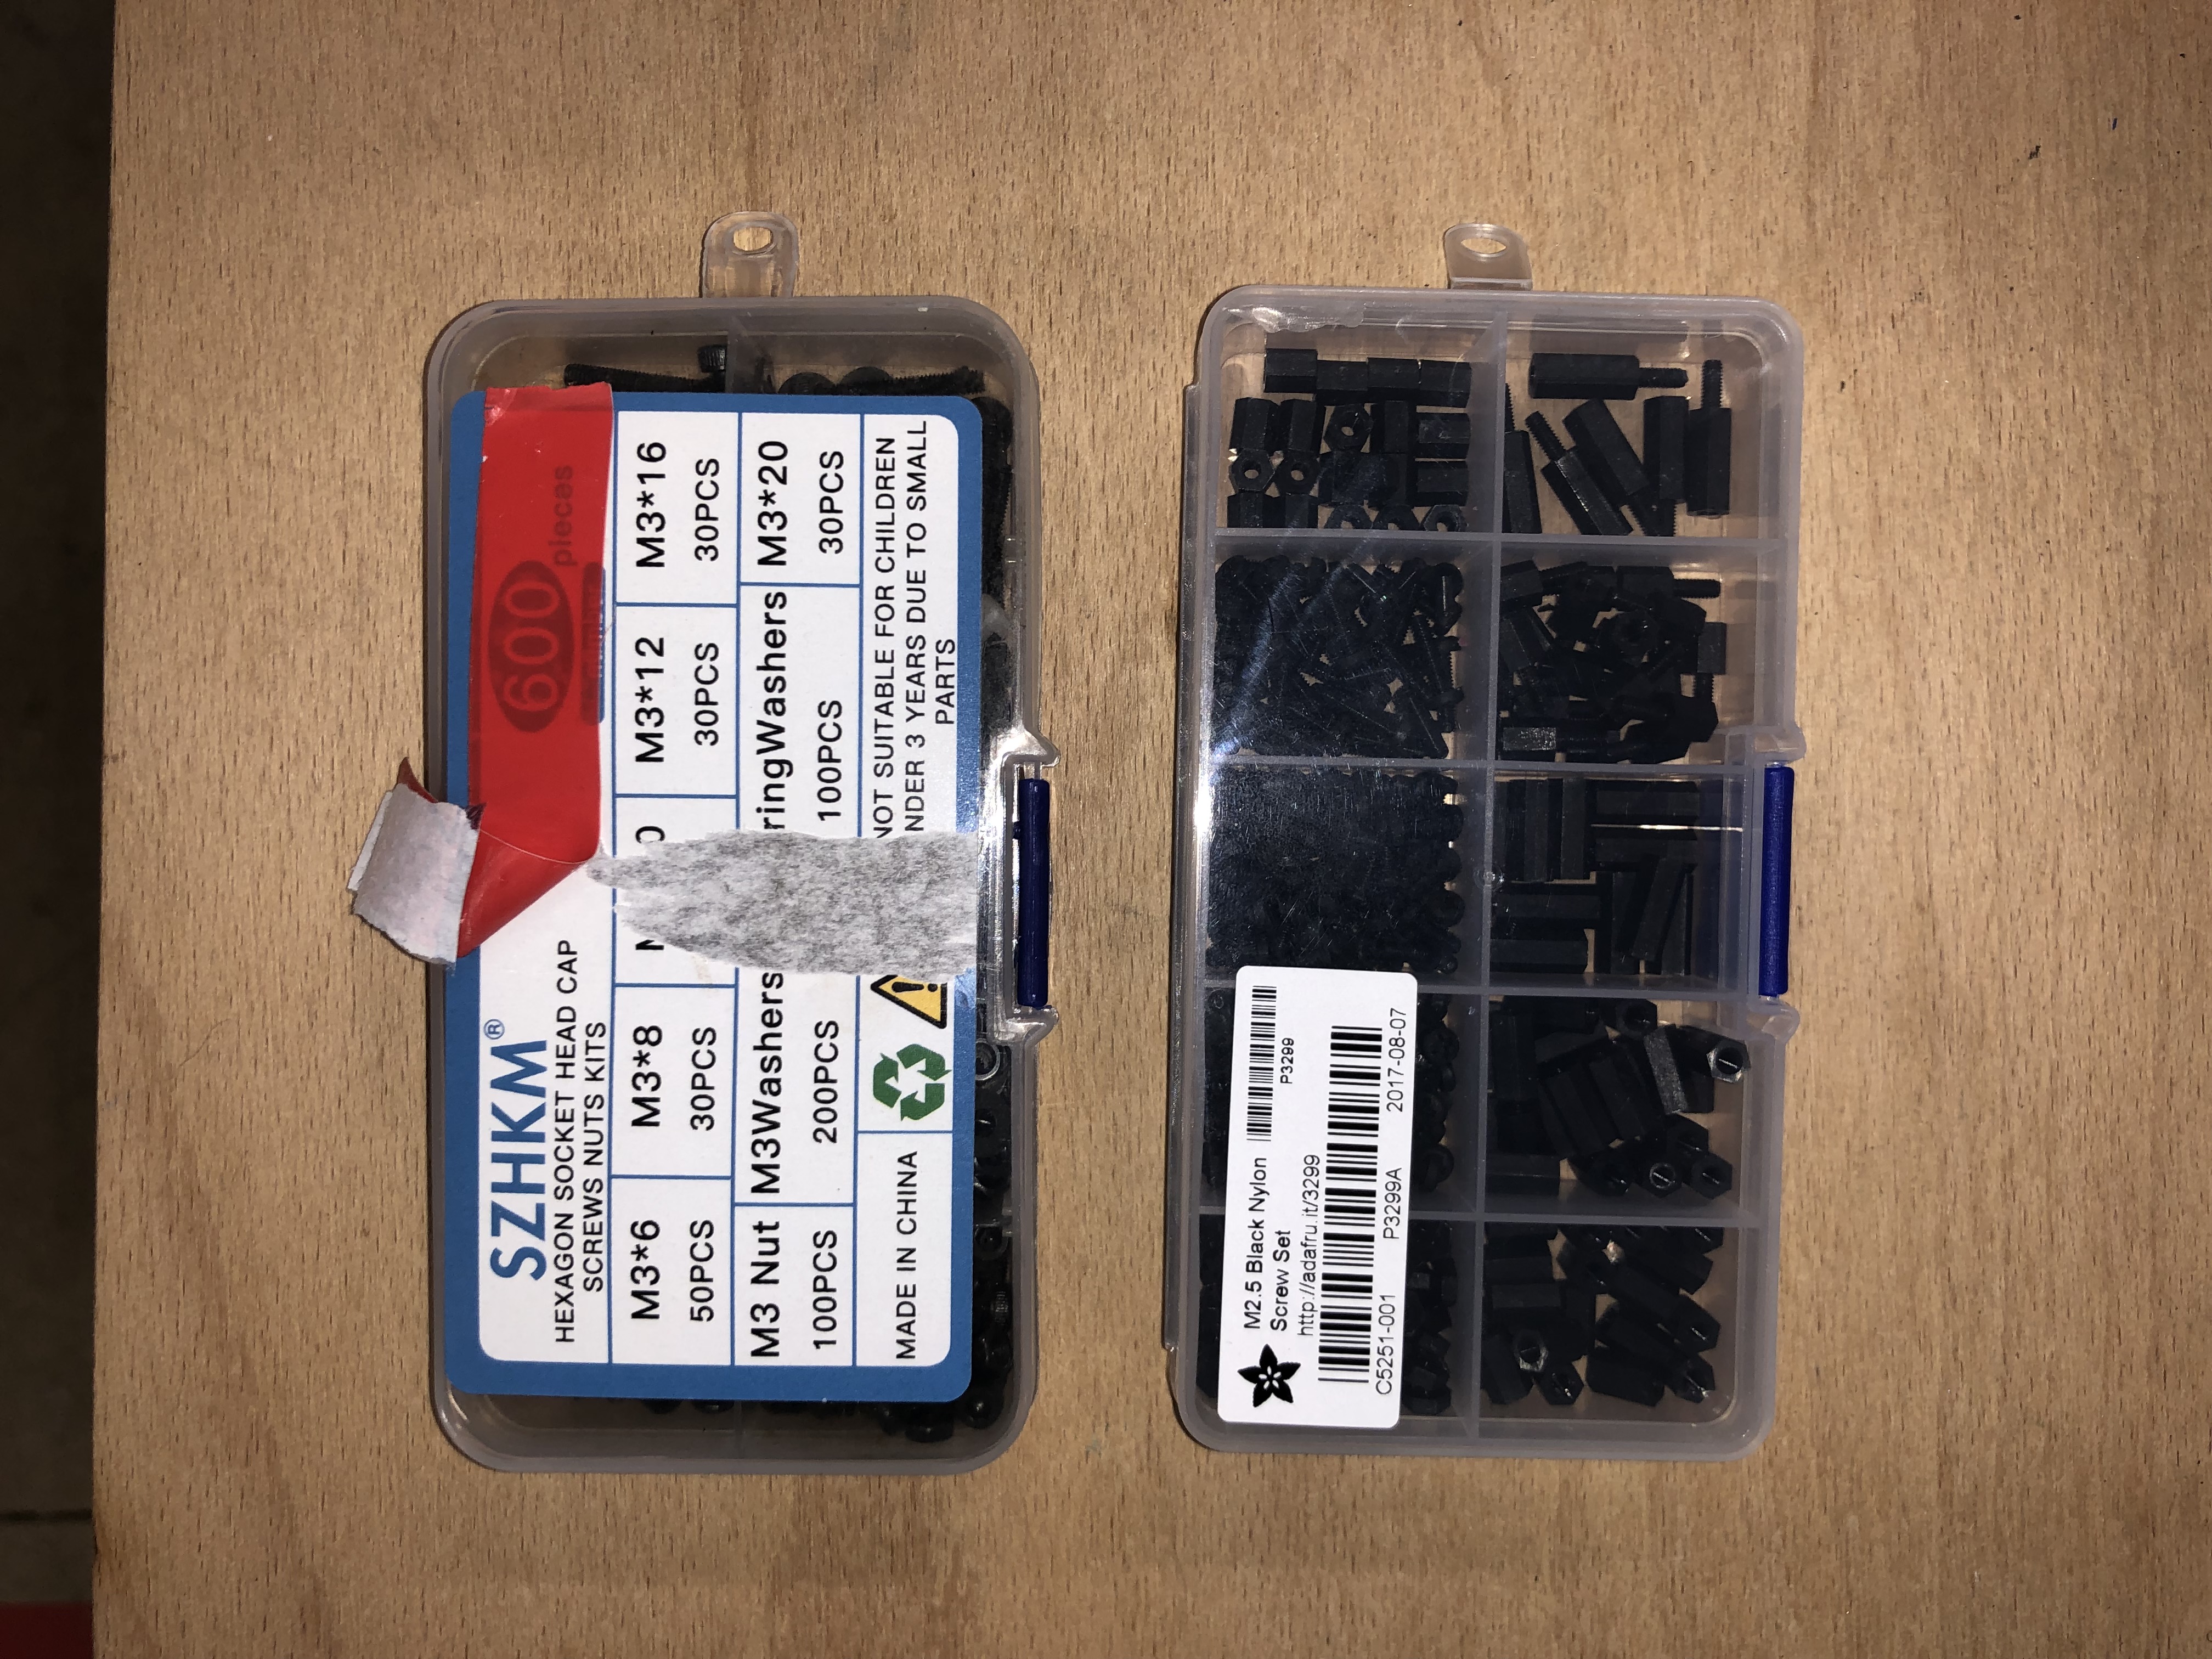 SZHKM®
HEXAGON SOCKET HEAD CAP
SCREWS NUTS KITS
600
pieces
M3*6
50PCS
M3*8
30PCS
M3*12
30PCS
M3*16
30PCS
M3 Nut
100PCS
M3Washers
200PCS
ringWashers
100PCS
M3*20
30PCS
MADE IN CHINA
NOT SUITABLE FOR CHILDREN
NDER 3 YEARS DUE TO SMALL
PARTS
M2.5 Black Nylon
Screw Set
P3299
http://adafru.it/3299
C5251-001 P3299A 2017-08-07